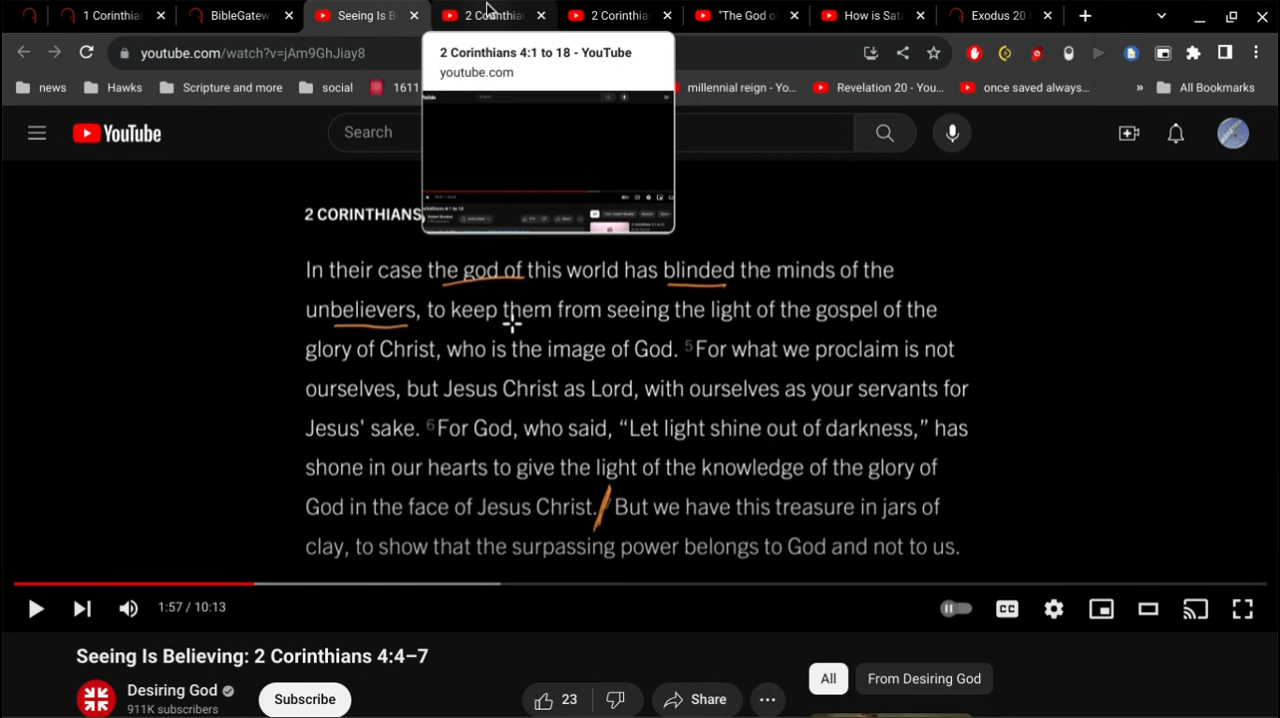 1 Corinthia
BibleGatew
Seeing Is B
2 Corinthia
2 Corinthia
"The God o
How is Sata
Exodus 20
youtube.com/watch?v=jAm9GhJiay8
2 Corinthians 4:1 to 18 - YouTube
youtube.com
news
Hawks
Scripture and more
social
1611
millennial reign - Yo...
Revelation 20 - You...
once saved always...
»
All Bookmarks
YouTube
Search
2 CORINTHIANS
In their case the god of this world has blinded the minds of the
unbelievers, to keep them from seeing the light of the gospel of the
glory of Christ, who is the image of God. 5 For what we proclaim is not
ourselves, but Jesus Christ as Lord, with ourselves as your servants for
Jesus' sake. 6 For God, who said, “Let light shine out of darkness,” has
shone in our hearts to give the light of the knowledge of the glory of
God in the face of Jesus Christ. But we have this treasure in jars of
clay, to show that the surpassing power belongs to God and not to us.
1:57 / 10:13
CC
Seeing Is Believing: 2 Corinthians 4:4–7
Desiring God
911K subscribers
Subscribe
23
Share
All
From Desiring God